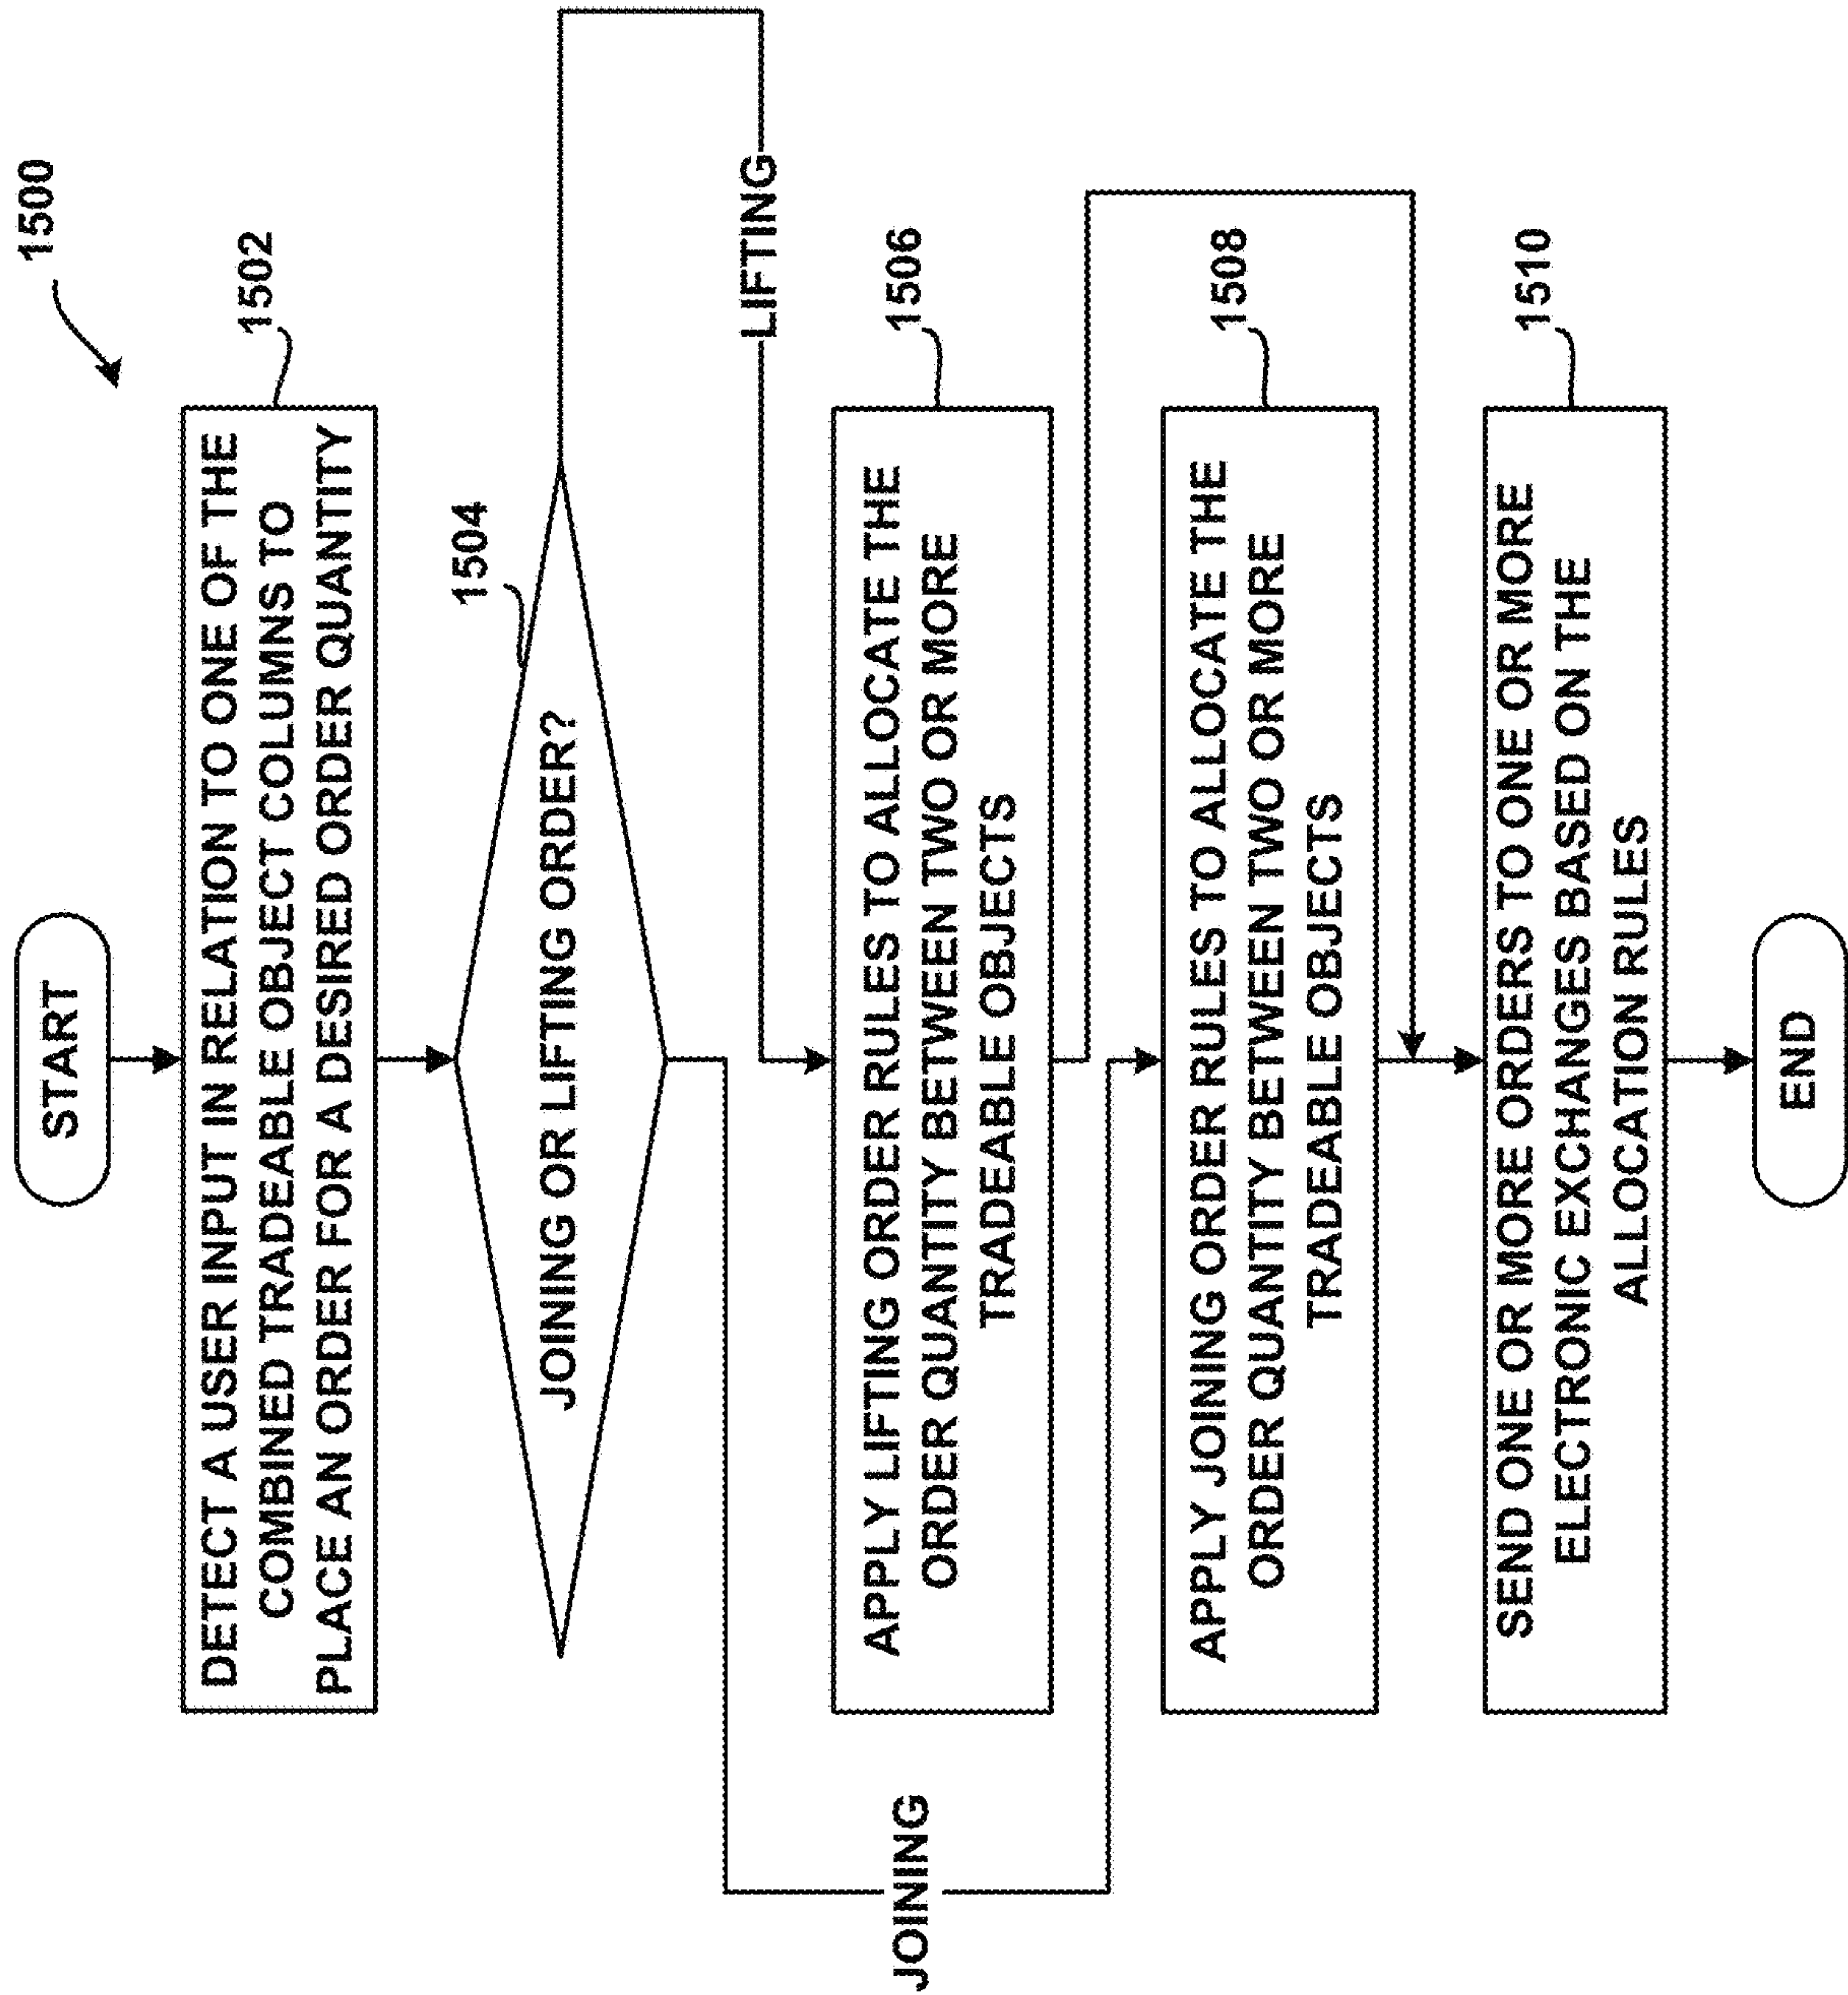 1500
START
1502
DETECT A USER INPUT IN RELATION TO ONE OF THE
COMBINED TRADEABLE OBJECT COLUMNS TO
PLACE AN ORDER FOR A DESIRED ORDER QUANTITY
1504
JOINING OR LIFTING ORDER?
LIFTING
JOINING
1506
APPLY LIFTING ORDER RULES TO ALLOCATE THE
ORDER QUANTITY BETWEEN TWO OR MORE
TRADEABLE OBJECTS
1508
APPLY JOINING ORDER RULES TO ALLOCATE THE
ORDER QUANTITY BETWEEN TWO OR MORE
TRADEABLE OBJECTS
1510
SEND ONE OR MORE ORDERS TO ONE OR MORE
ELECTRONIC EXCHANGES BASED ON THE
ALLOCATION RULES
END